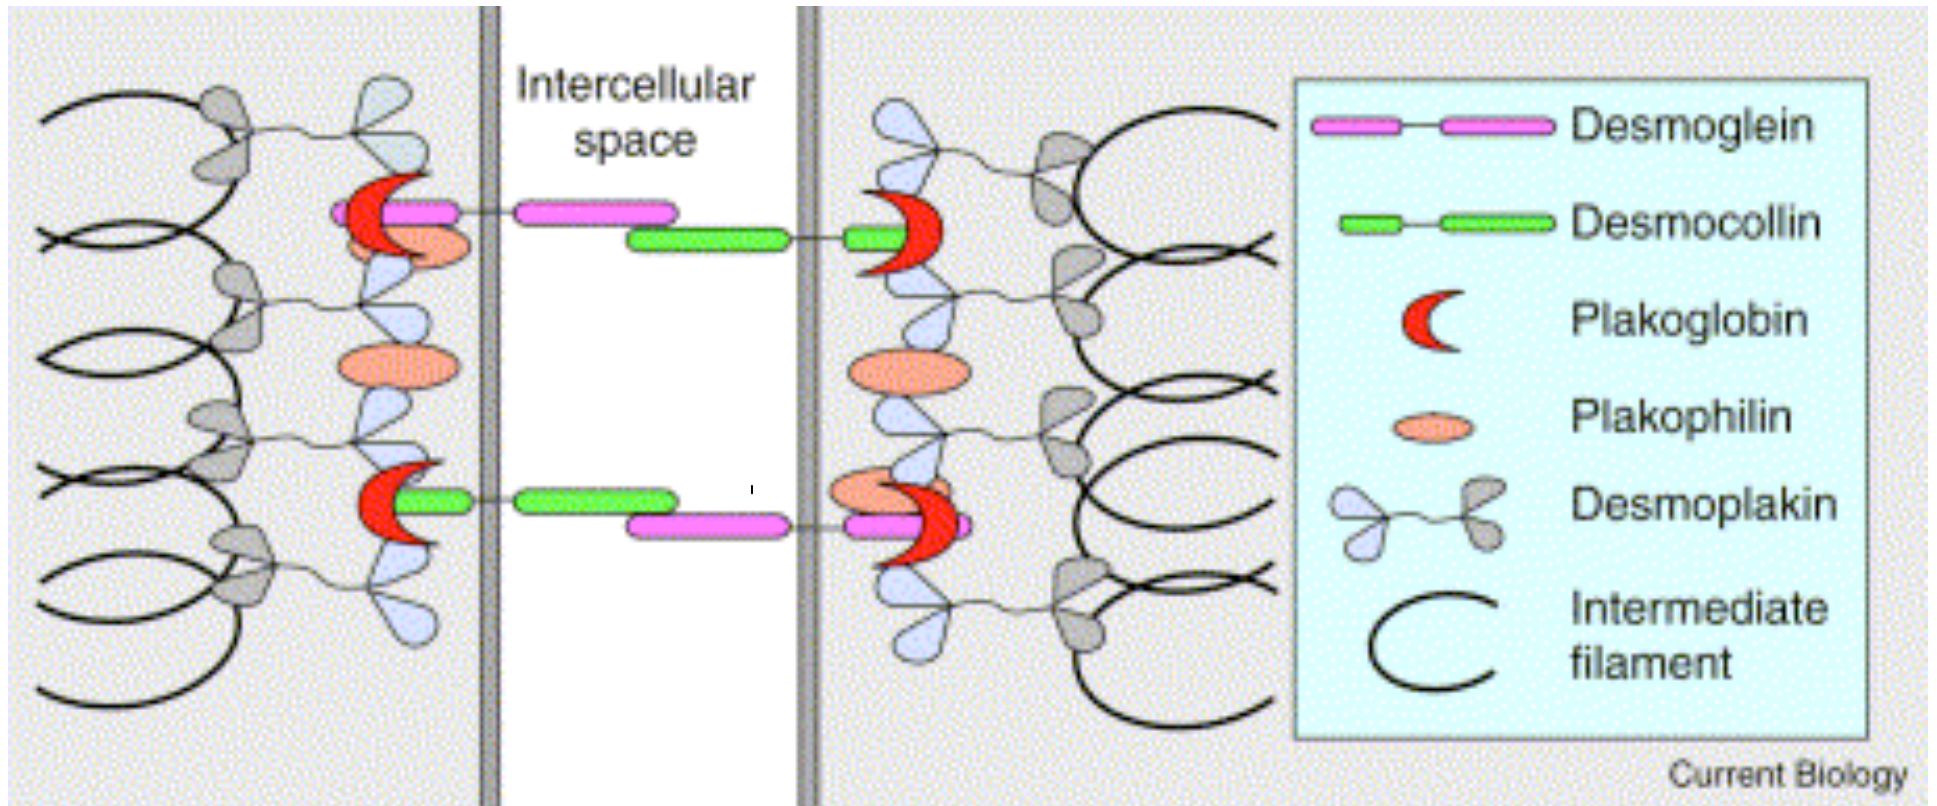 Intercellular
space
Desmoglein
Desmocollin
Plakoglobin
Plakophilin
Desmoplakin
Intermediate
filament
Current Biology